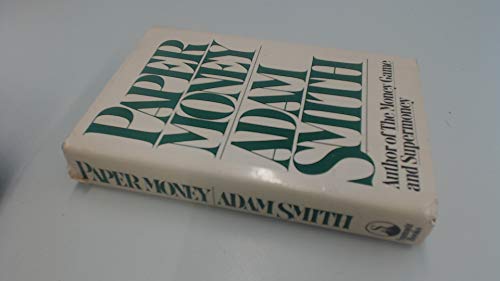 PAPER
MONEY
ADAM
SMITH
Author of The Money Game
and Supermoney
PAPER MONEY ADAM SMITH